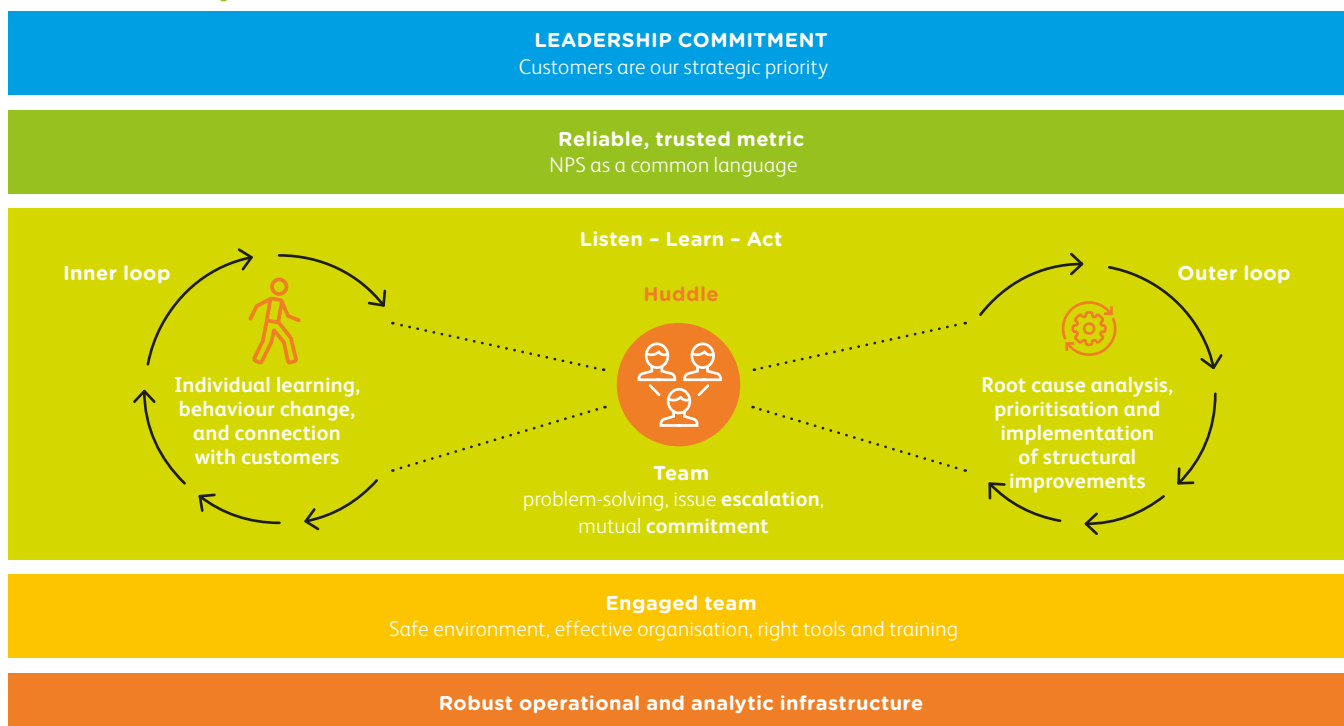 LEADERSHIP COMMITMENT
Customers are our strategic priority
Reliable, trusted metric
NPS as a common language
Listen – Learn – Act
Inner loop
Individual learning,
behaviour change,
and connection
with customers
Huddle
Team
problem-solving, issue escalation,
mutual commitment
Outer loop
Root cause analysis,
prioritisation and
implementation
of structural
improvements
Engaged team
Safe environment, effective organisation, right tools and training
Robust operational and analytic infrastructure